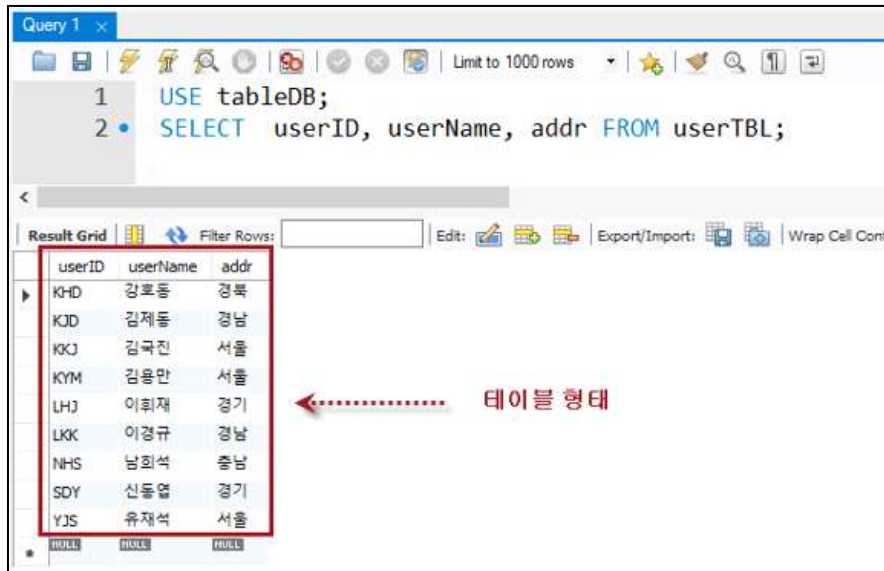 Query 1
Limit to 1000 rows
1 USE tableDB;
2 SELECT userID, userName, addr FROM userTBL;
Result Grid Filter Rows: Edit: Export/Import: Wrap Cell Cont
userID userName addr
KHD 강호동 경북
KJD 김제동 경남
KKJ 김국진 서울
KYM 김용만 서울
LHJ 이휘재 경기
LKK 이경규 경남
NHS 남희석 충남
SDY 신동엽 경기
YJS 유재석 서울
NULL NULL NULL
테이블 형태